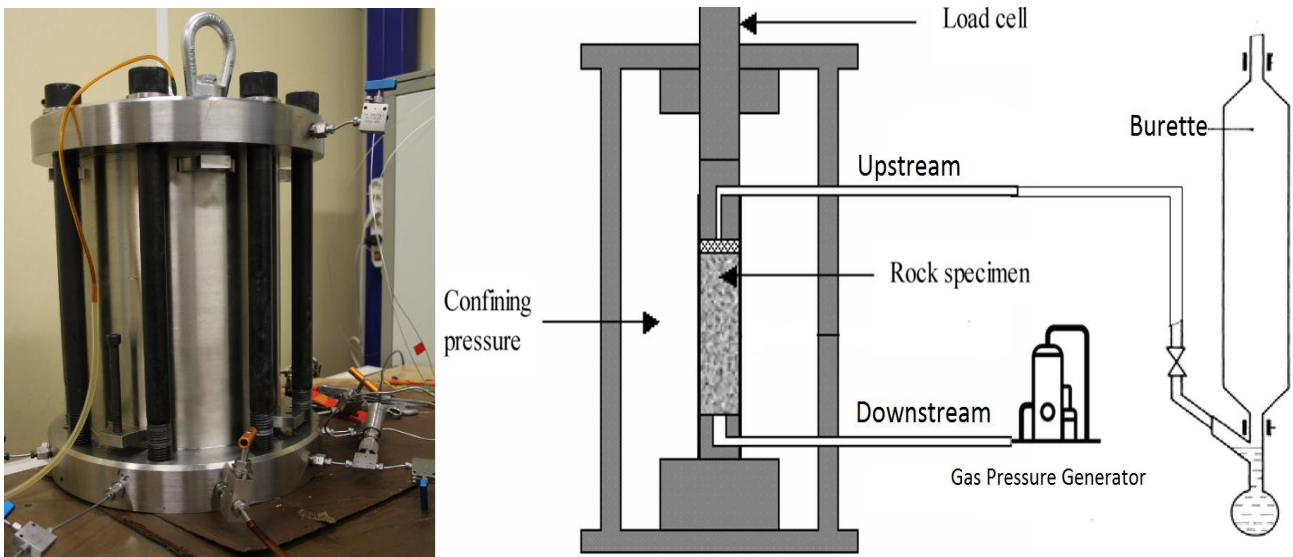 Load cell
Burette
Upstream
Rock specimen
Confining
pressure
Downstream
Gas Pressure Generator